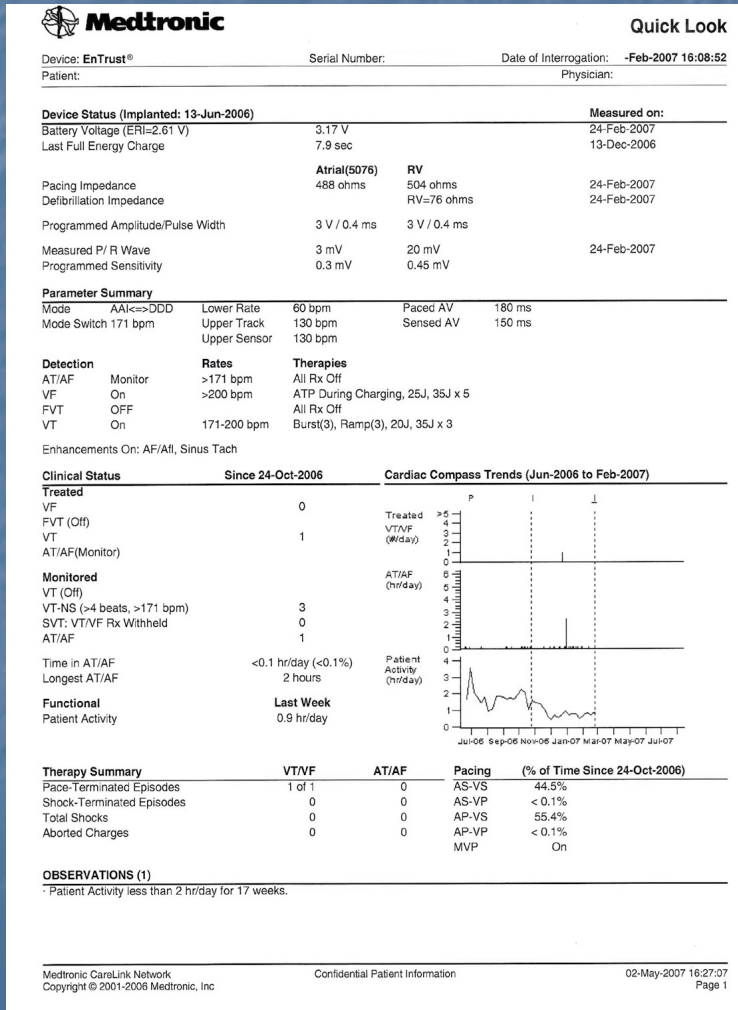 Medtronic
Quick Look
Device: EnTrust® Serial Number: Date of Interrogation: -Feb-2007 16:08:52
Patient: Physician:
Device Status (Implanted: 13-Jun-2006) Measured on:
Battery Voltage (ERI=2.61 V) 3.17 V 24-Feb-2007
Last Full Energy Charge 7.9 sec 13-Dec-2006
Atrial(5076) RV
Pacing Impedance 488 ohms 504 ohms 24-Feb-2007
Defibrillation Impedance RV=76 ohms 24-Feb-2007
Programmed Amplitude/Pulse Width 3 V / 0.4 ms 3 V / 0.4 ms
Measured P/ R Wave 3 mV 20 mV 24-Feb-2007
Programmed Sensitivity 0.3 mV 0.45 mV
Parameter Summary
Mode AAI<=>DDD Lower Rate 60 bpm Paced AV 180 ms
Mode Switch 171 bpm Upper Track 130 bpm Sensed AV 150 ms
Upper Sensor 130 bpm
Detection Rates Therapies
AT/AF Monitor >171 bpm All Rx Off
VF On >200 bpm ATP During Charging, 25J, 35J x 5
FVT OFF All Rx Off
VT On 171-200 bpm Burst(3), Ramp(3), 20J, 35J x 3
Enhancements On: AF/Afl, Sinus Tach
Clinical Status Since 24-Oct-2006
Treated
VF 0
FVT (Off)
VT 1
AT/AF(Monitor)
Monitored
VT (Off)
VT-NS (>4 beats, >171 bpm) 3
SVT: VT/VF Rx Withheld 0
AT/AF 1
Time in AT/AF <0.1 hr/day (<0.1%)
Longest AT/AF 2 hours
Functional Last Week
Patient Activity 0.9 hr/day
Cardiac Compass Trends (Jun-2006 to Feb-2007)
P I I
Treated VT/VF (#/day)
>5
4
3
2
1
0
AT/AF (hr/day)
6
5
4
3
2
1
0
Patient Activity (hr/day)
4
3
2
1
0
Jul-06 Sep-06 Nov-06 Jan-07 Mar-07 May-07 Jul-07
Therapy Summary VT/VF AT/AF
Pace-Terminated Episodes 1 of 1 0
Shock-Terminated Episodes 0 0
Total Shocks 0 0
Aborted Charges 0 0
Pacing (% of Time Since 24-Oct-2006)
AS-VS 44.5%
AS-VP < 0.1%
AP-VS 55.4%
AP-VP < 0.1%
MVP On
OBSERVATIONS (1)
· Patient Activity less than 2 hr/day for 17 weeks.
Medtronic CareLink Network Confidential Patient Information 02-May-2007 16:27:07
Copyright © 2001-2006 Medtronic, Inc Page 1